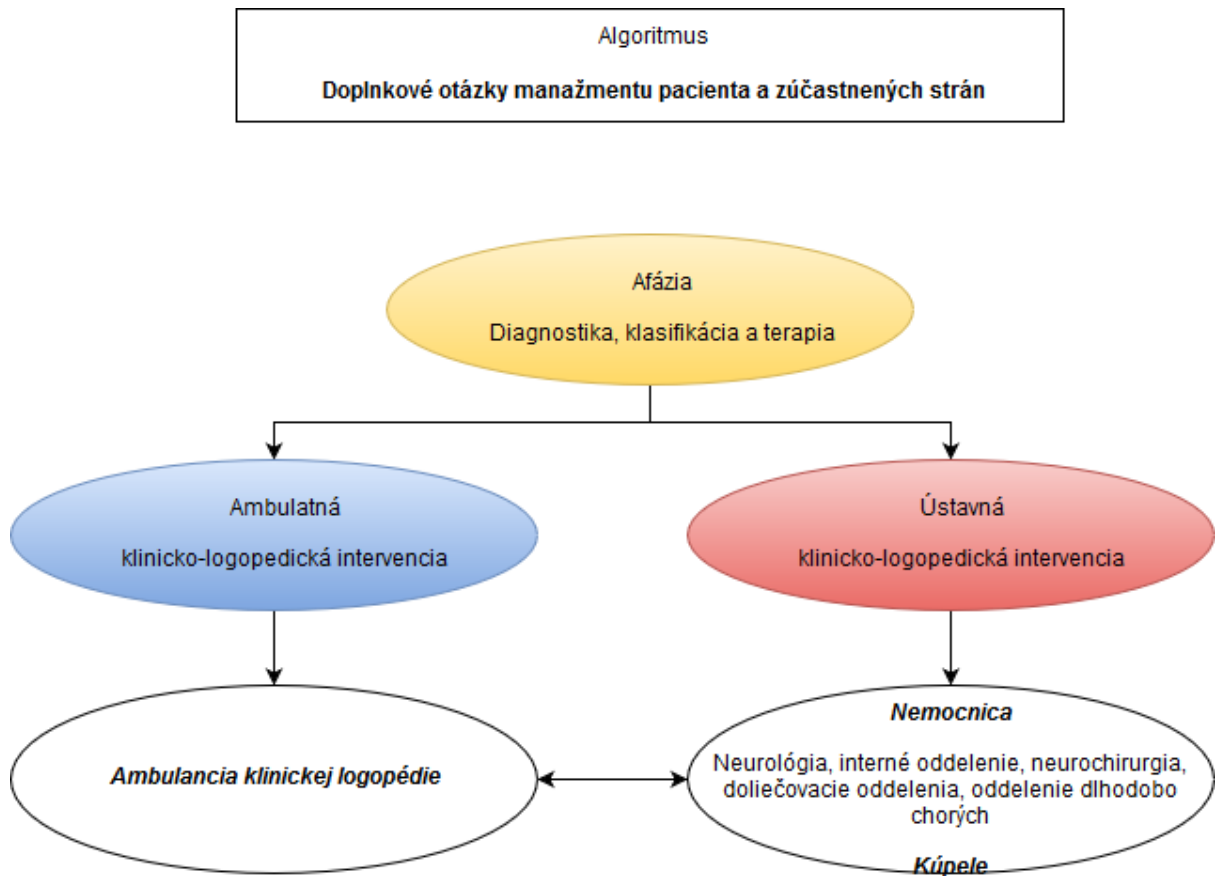 Algoritmus
Doplnkové otázky manažmentu pacienta a zúčastnených strán
Afázia
Diagnostika, klasifikácia a terapia
Ambulatná
klinicko-logopedická intervencia
Ústavná
klinicko-logopedická intervencia
Ambulancia klinickej logopédie
Nemocnica
Neurológia, interné oddelenie, neurochirurgia,
doliečovacie oddelenia, oddelenie dlhodobo
chorých
Kúpele